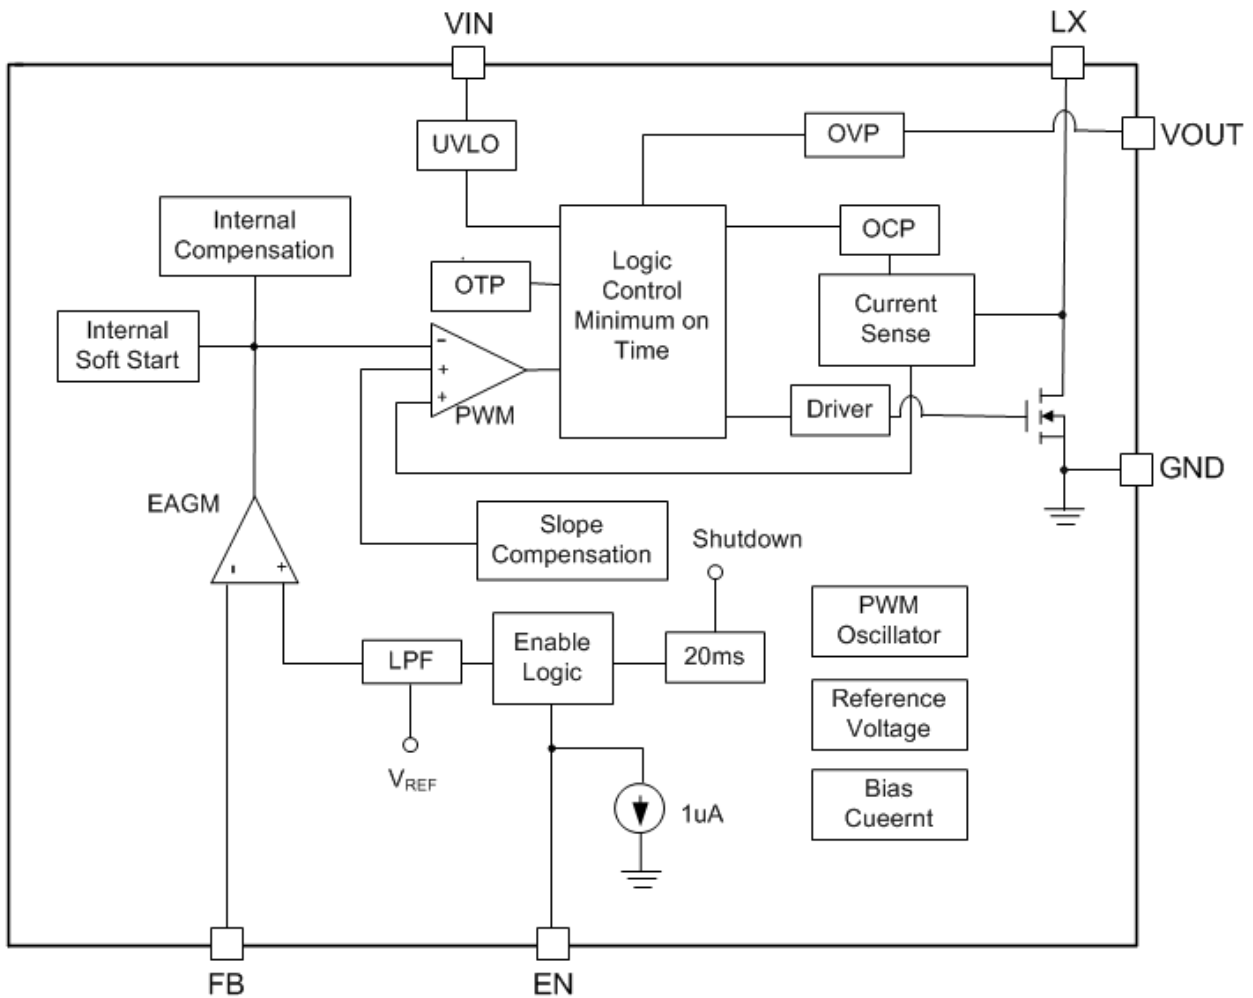 VIN
LX
OVP
VOUT
UVLO
Internal
Compensation
OCP
Logic
Control
Minimum on
Time
OTP
Current
Sense
Internal
Soft Start
-
+
+
PWM
Driver
GND
EAGM
-
+
Slope
Compensation
Shutdown
PWM
Oscillator
Enable
Logic
LPF
20ms
Reference
Voltage
VREF
1uA
Bias
Cueernt
FB
EN